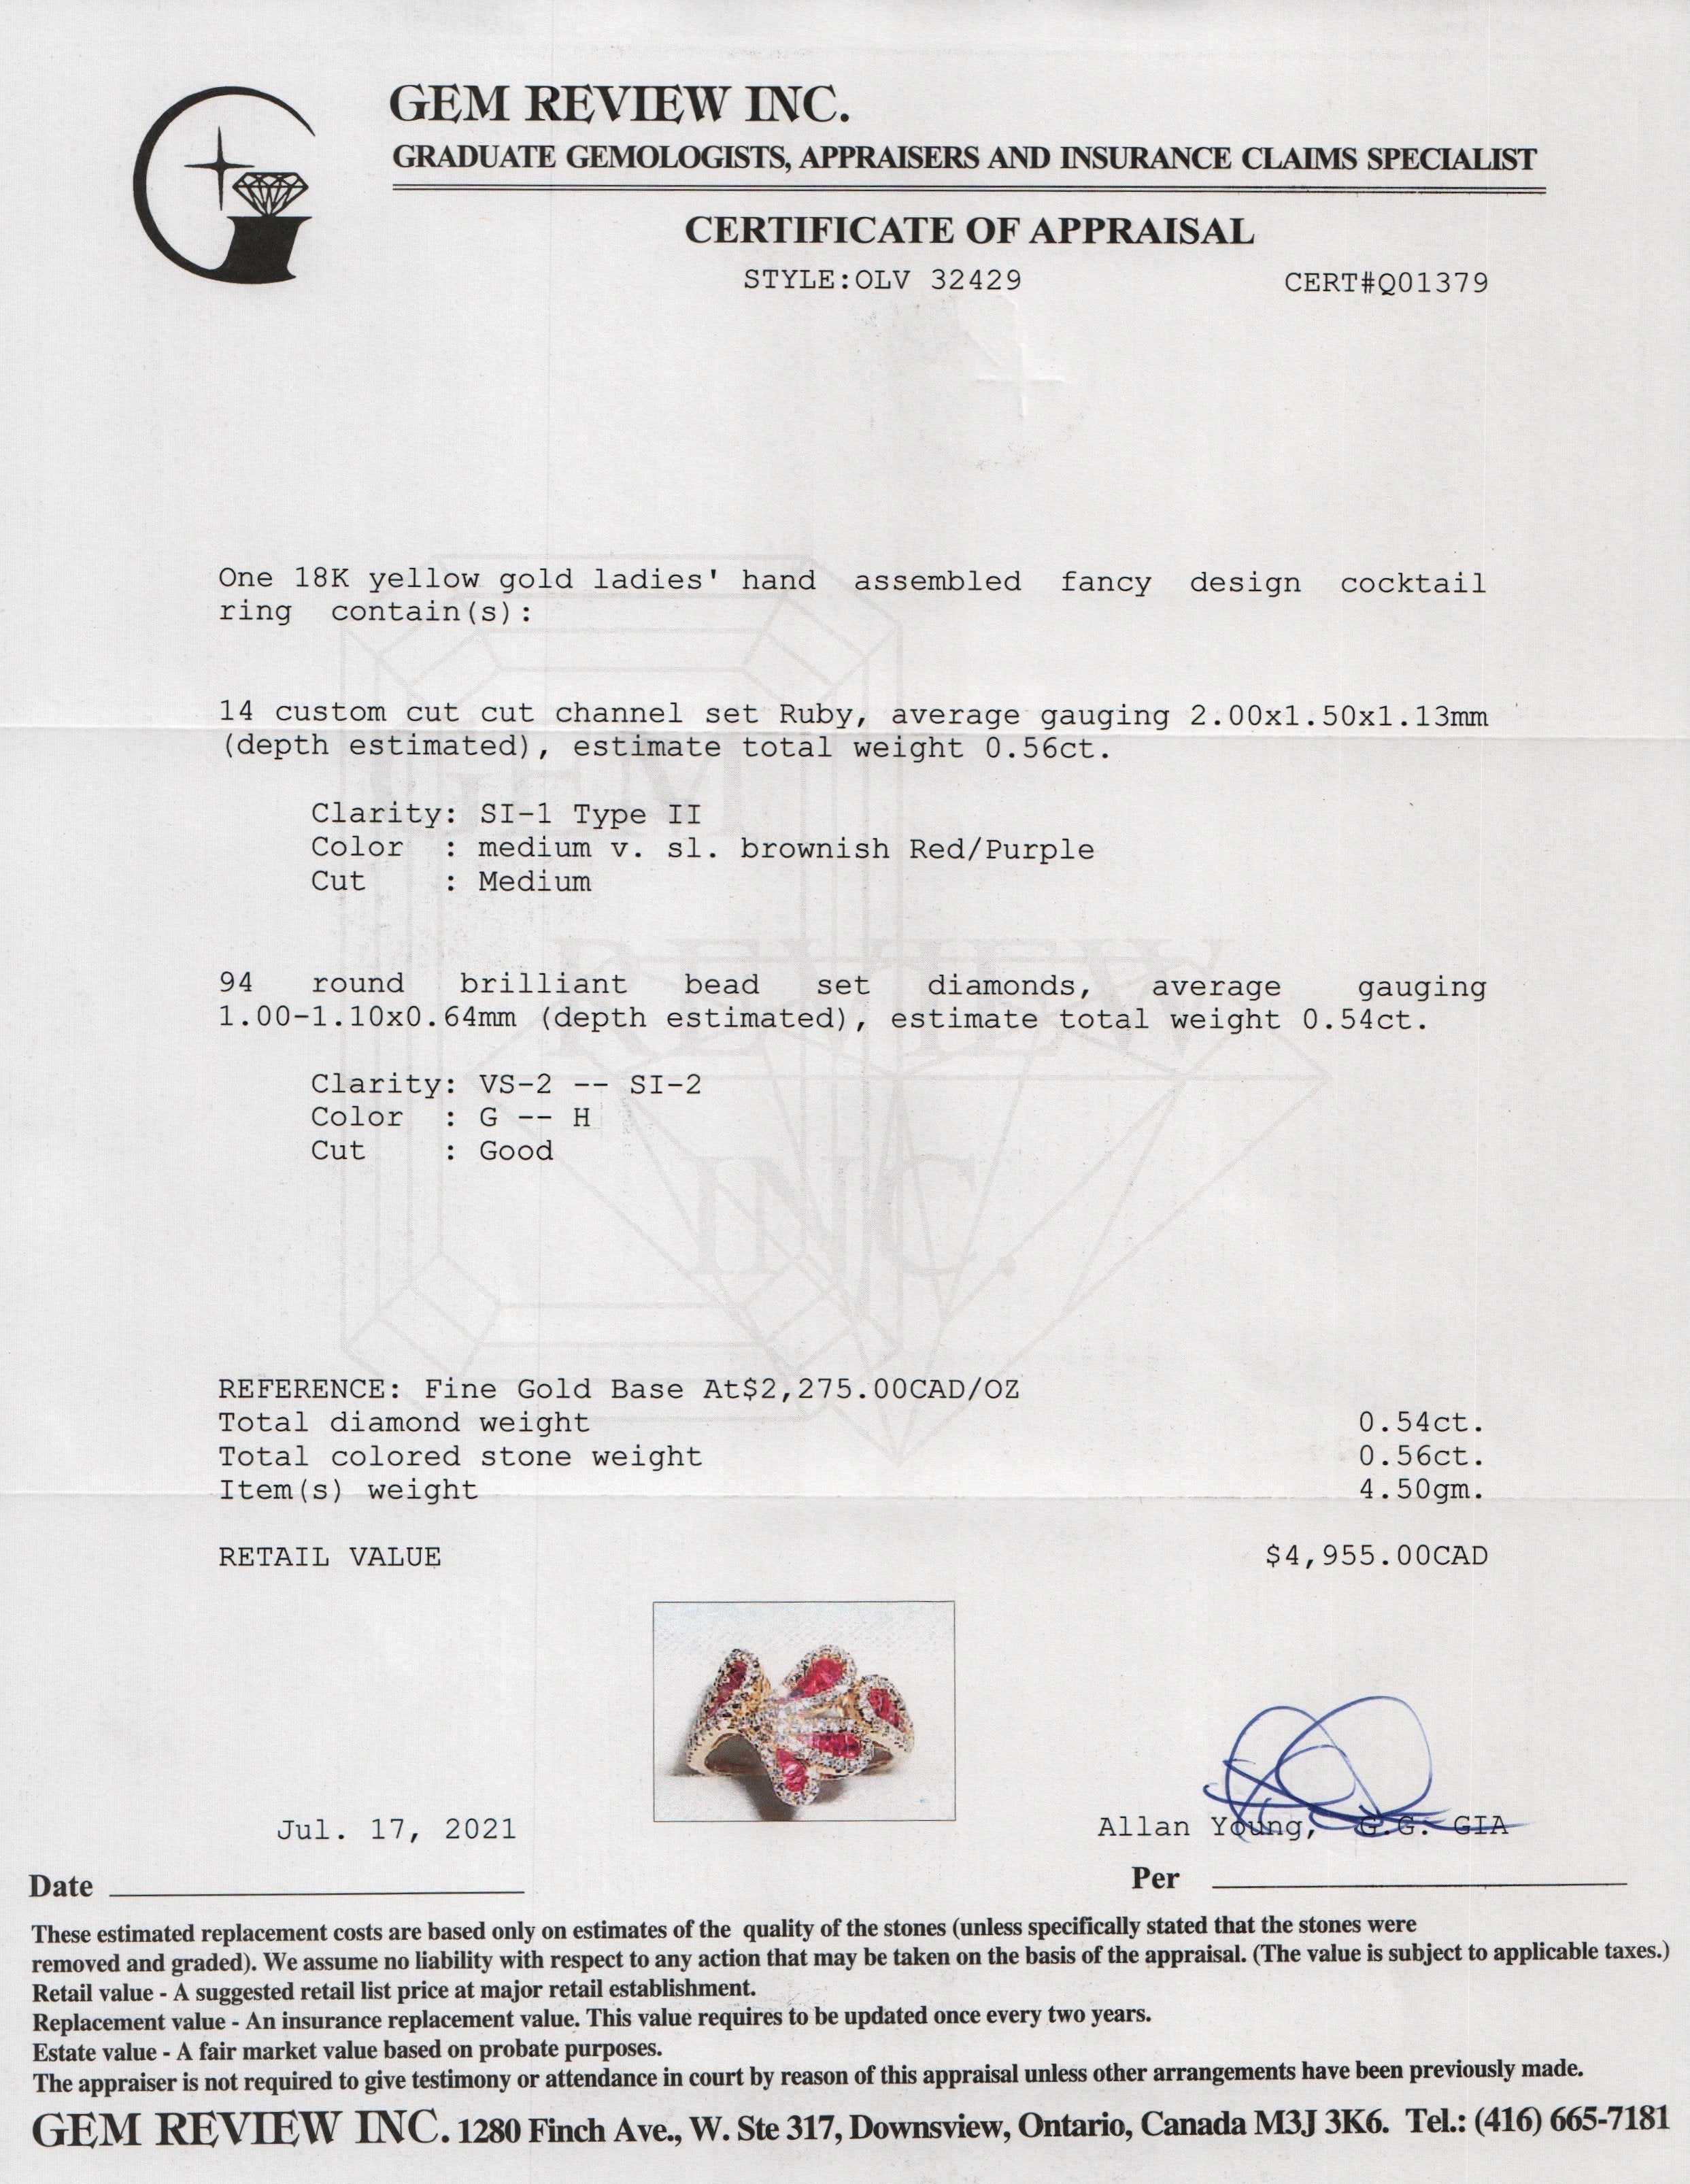 GEM REVIEW INC.
GRADUATE GEMOLOGISTS, APPRAISERS AND INSURANCE CLAIMS SPECIALIST
CERTIFICATE OF APPRAISAL
STYLE:OLV 32429 CERT#Q01379
One 18K yellow gold ladies' hand assembled fancy design cocktail
ring contain(s):
14 custom cut cut channel set Ruby, average gauging 2.00x1.50x1.13mm
(depth estimated), estimate total weight 0.56ct.
Clarity: SI-1 Type II
Color : medium v. sl. brownish Red/Purple
Cut : Medium
94 round brilliant bead set diamonds, average gauging
1.00-1.10x0.64mm (depth estimated), estimate total weight 0.54ct.
Clarity: VS-2 -- SI-2
Color : G -- H
Cut : Good
GEM
REVIEW
INC.
REFERENCE: Fine Gold Base At$2,275.00CAD/OZ
Total diamond weight 0.54ct.
Total colored stone weight 0.56ct.
Item(s) weight 4.50gm.
RETAIL VALUE $4,955.00CAD
Jul. 17, 2021
Allan Young, G.G. GIA
Date
Per
These estimated replacement costs are based only on estimates of the quality of the stones (unless specifically stated that the stones were
removed and graded). We assume no liability with respect to any action that may be taken on the basis of the appraisal. (The value is subject to applicable taxes.)
Retail value - A suggested retail list price at major retail establishment.
Replacement value - An insurance replacement value. This value requires to be updated once every two years.
Estate value - A fair market value based on probate purposes.
The appraiser is not required to give testimony or attendance in court by reason of this appraisal unless other arrangements have been previously made.
GEM REVIEW INC. 1280 Finch Ave., W. Ste 317, Downsview, Ontario, Canada M3J 3K6. Tel.: (416) 665-7181